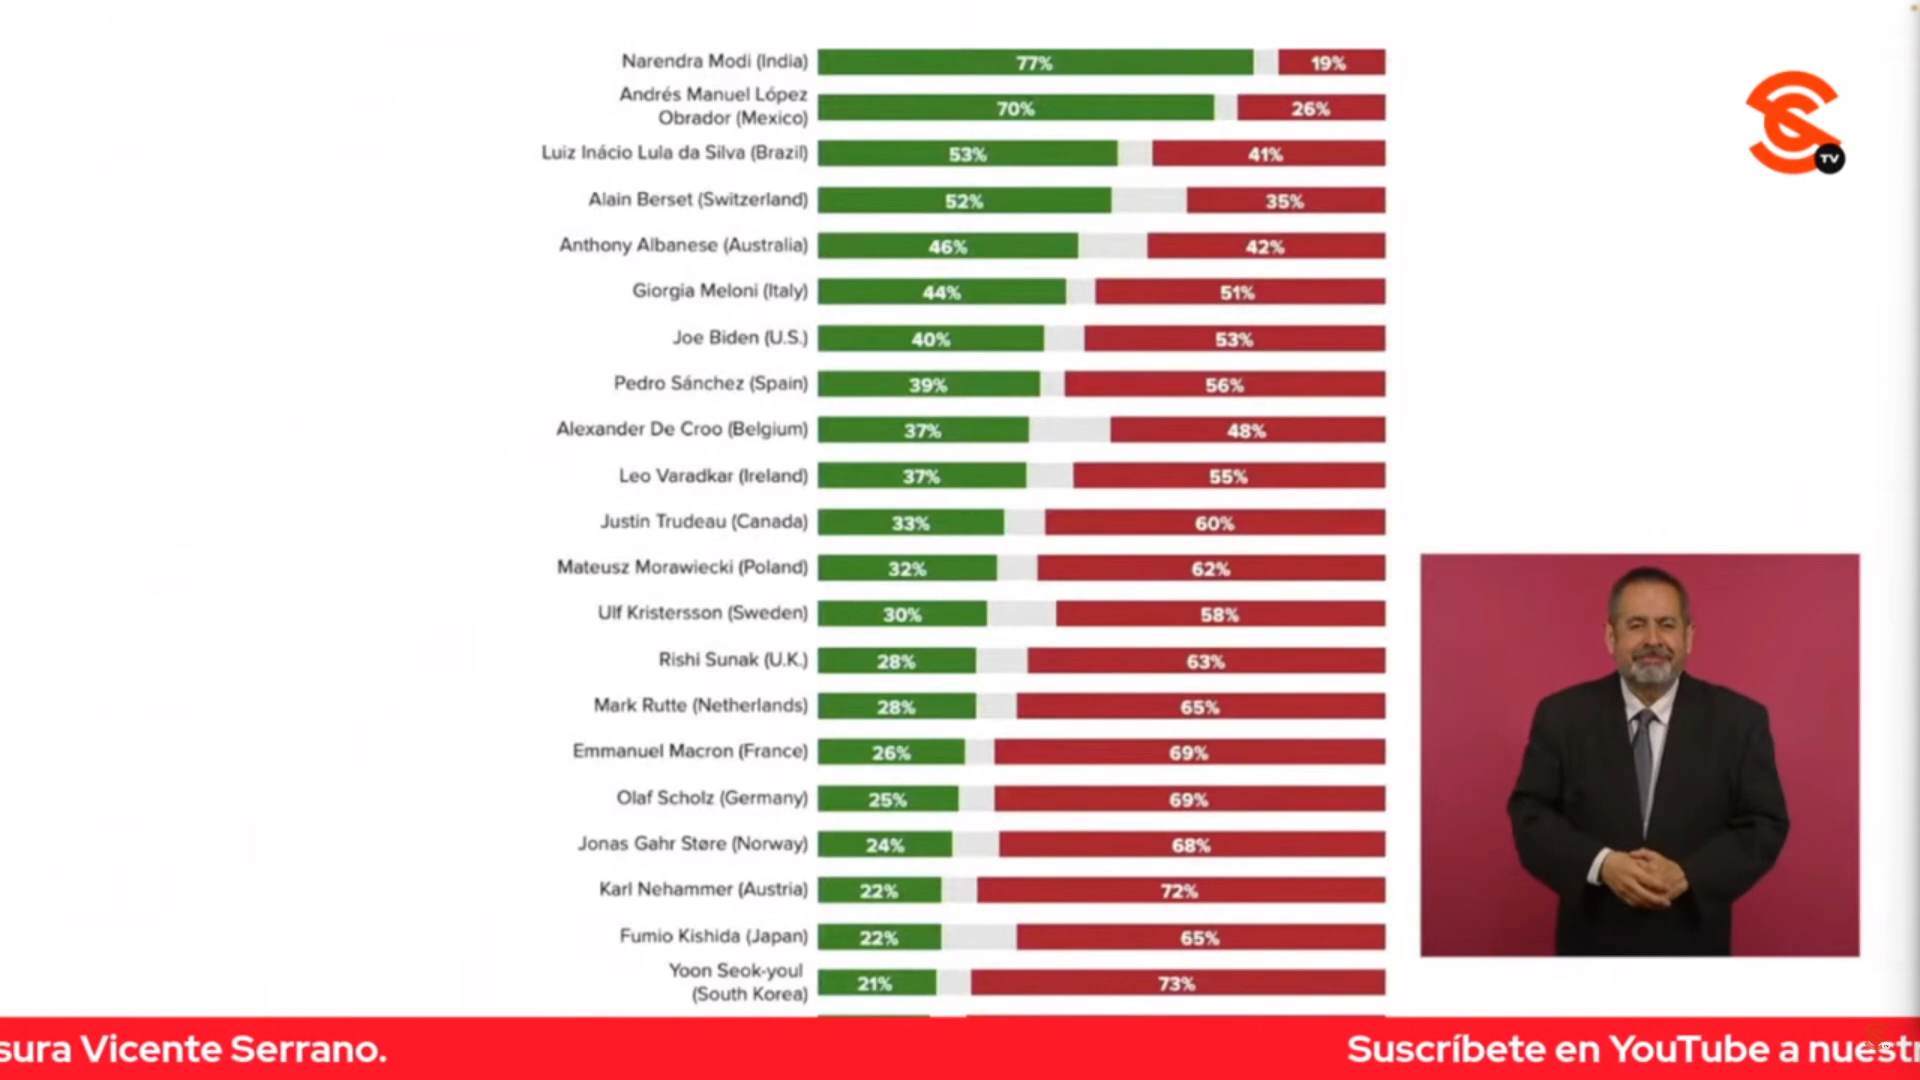 Narendra Modi (India) 77% 19%
Andrés Manuel López
Obrador (Mexico) 70% 26%
Luiz Inácio Lula da Silva (Brazil) 53% 41%
Alain Berset (Switzerland) 52% 35%
Anthony Albanese (Australia) 46% 42%
Giorgia Meloni (Italy) 44% 51%
Joe Biden (U.S.) 40% 53%
Pedro Sánchez (Spain) 39% 56%
Alexander De Croo (Belgium) 37% 48%
Leo Varadkar (Ireland) 37% 55%
Justin Trudeau (Canada) 33% 60%
Mateusz Morawiecki (Poland) 32% 62%
Ulf Kristersson (Sweden) 30% 58%
Rishi Sunak (U.K.) 28% 63%
Mark Rutte (Netherlands) 28% 65%
Emmanuel Macron (France) 26% 69%
Olaf Scholz (Germany) 25% 69%
Jonas Gahr Støre (Norway) 24% 68%
Karl Nehammer (Austria) 22% 72%
Fumio Kishida (Japan) 22% 65%
Yoon Seok-youl
(South Korea) 21% 73%
TV
sura Vicente Serrano. Suscríbete en YouTube a nuestr